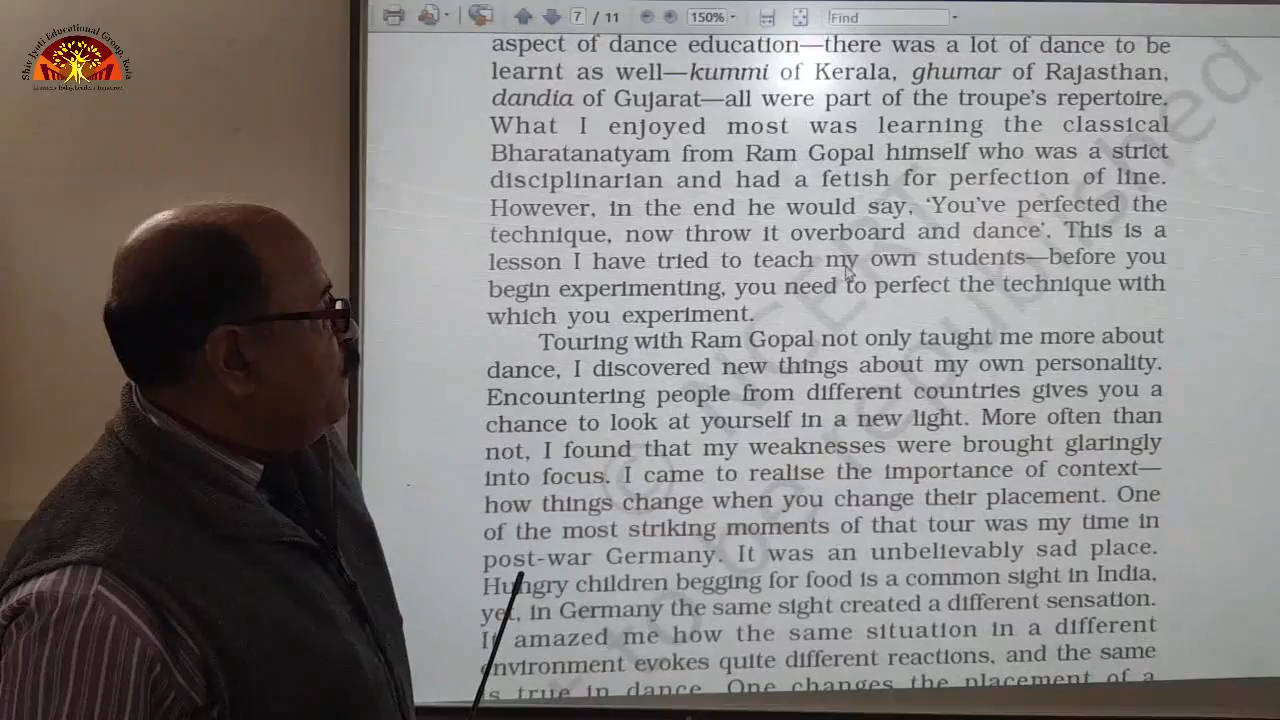 Shiv Jyoti Educational Group, Kota
7 / 11
150%
Find
aspect of dance education—there was a lot of dance to be
learnt as well—kummi of Kerala, ghumar of Rajasthan,
dandia of Gujarat—all were part of the troupe's repertoire.
What I enjoyed most was learning the classical
Bharatanatyam from Ram Gopal himself who was a strict
disciplinarian and had a fetish for perfection of line.
However, in the end he would say, 'You've perfected the
technique, now throw it overboard and dance'. This is a
lesson I have tried to teach my own students—before you
begin experimenting, you need to perfect the technique with
which you experiment.
Touring with Ram Gopal not only taught me more about
dance, I discovered new things about my own personality.
Encountering people from different countries gives you a
chance to look at yourself in a new light. More often than
not, I found that my weaknesses were brought glaringly
into focus. I came to realise the importance of context—
how things change when you change their placement. One
of the most striking moments of that tour was my time in
post-war Germany. It was an unbelievably sad place.
Hungry children begging for food is a common sight in India,
yet, in Germany the same sight created a different sensation.
It amazed me how the same situation in a different
environment evokes quite different reactions, and the same
is true in dance. One changes the placement of a
© NCERT
to be republished